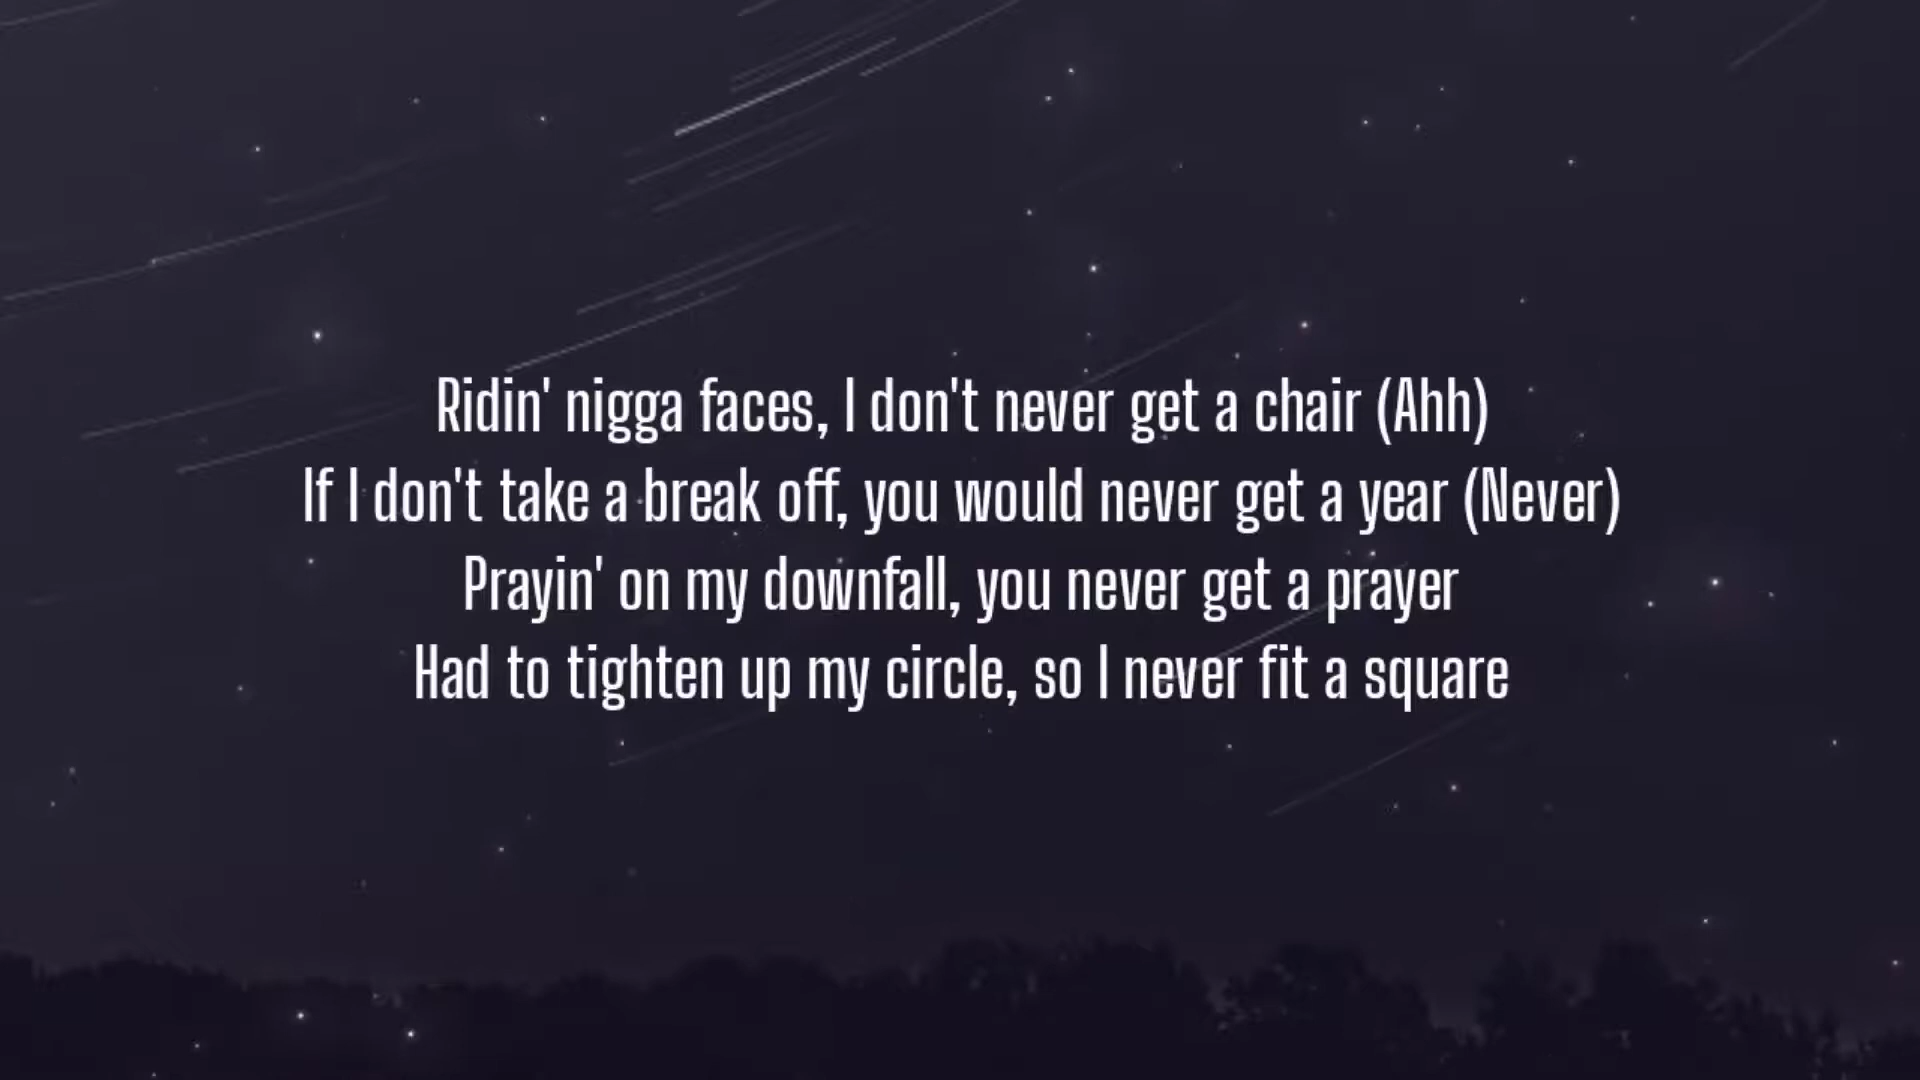 Ridin' nigga faces, I don't never get a chair (Ahh)
If I don't take a break off, you would never get a year (Never)
Prayin' on my downfall, you never get a prayer
Had to tighten up my circle, so I never fit a square